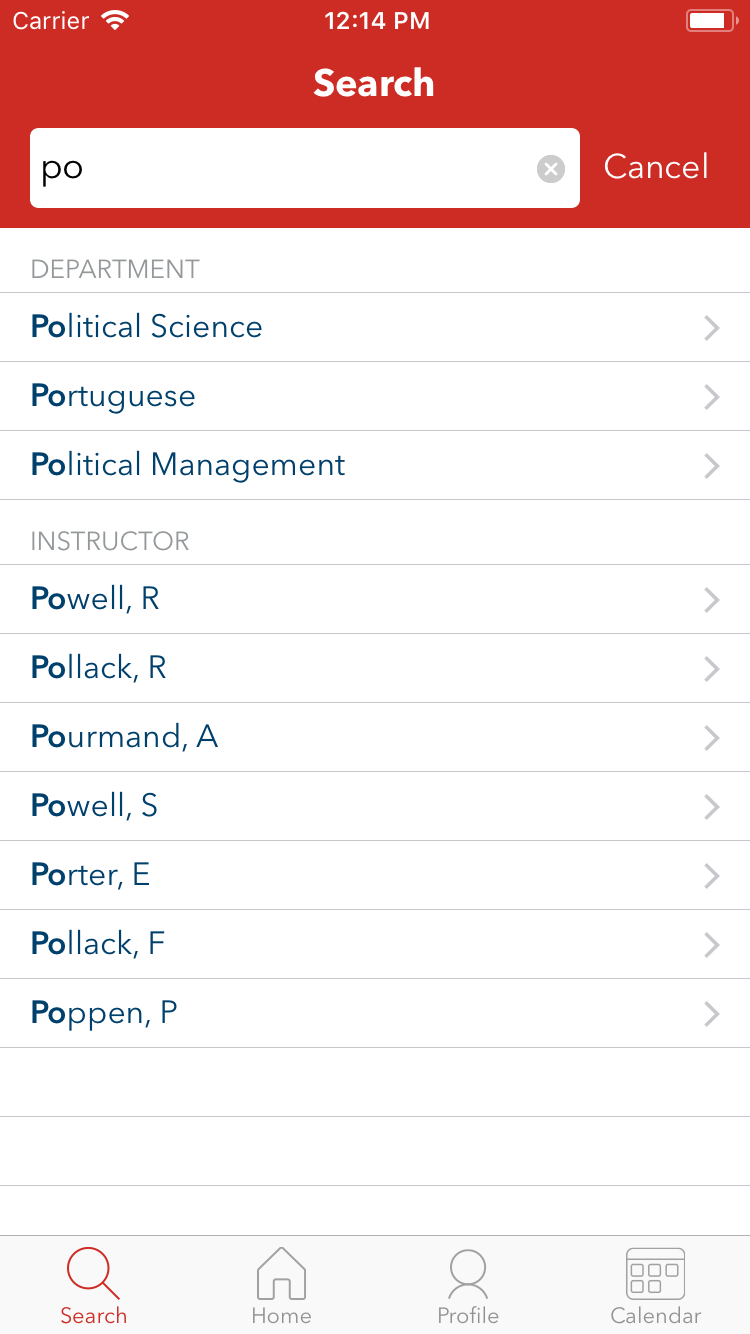 Carrier 12:14 PM
Search
po Cancel
DEPARTMENT
Political Science
Portuguese
Political Management
INSTRUCTOR
Powell, R
Pollack, R
Pourmand, A
Powell, S
Porter, E
Pollack, F
Poppen, P
Search Home Profile Calendar